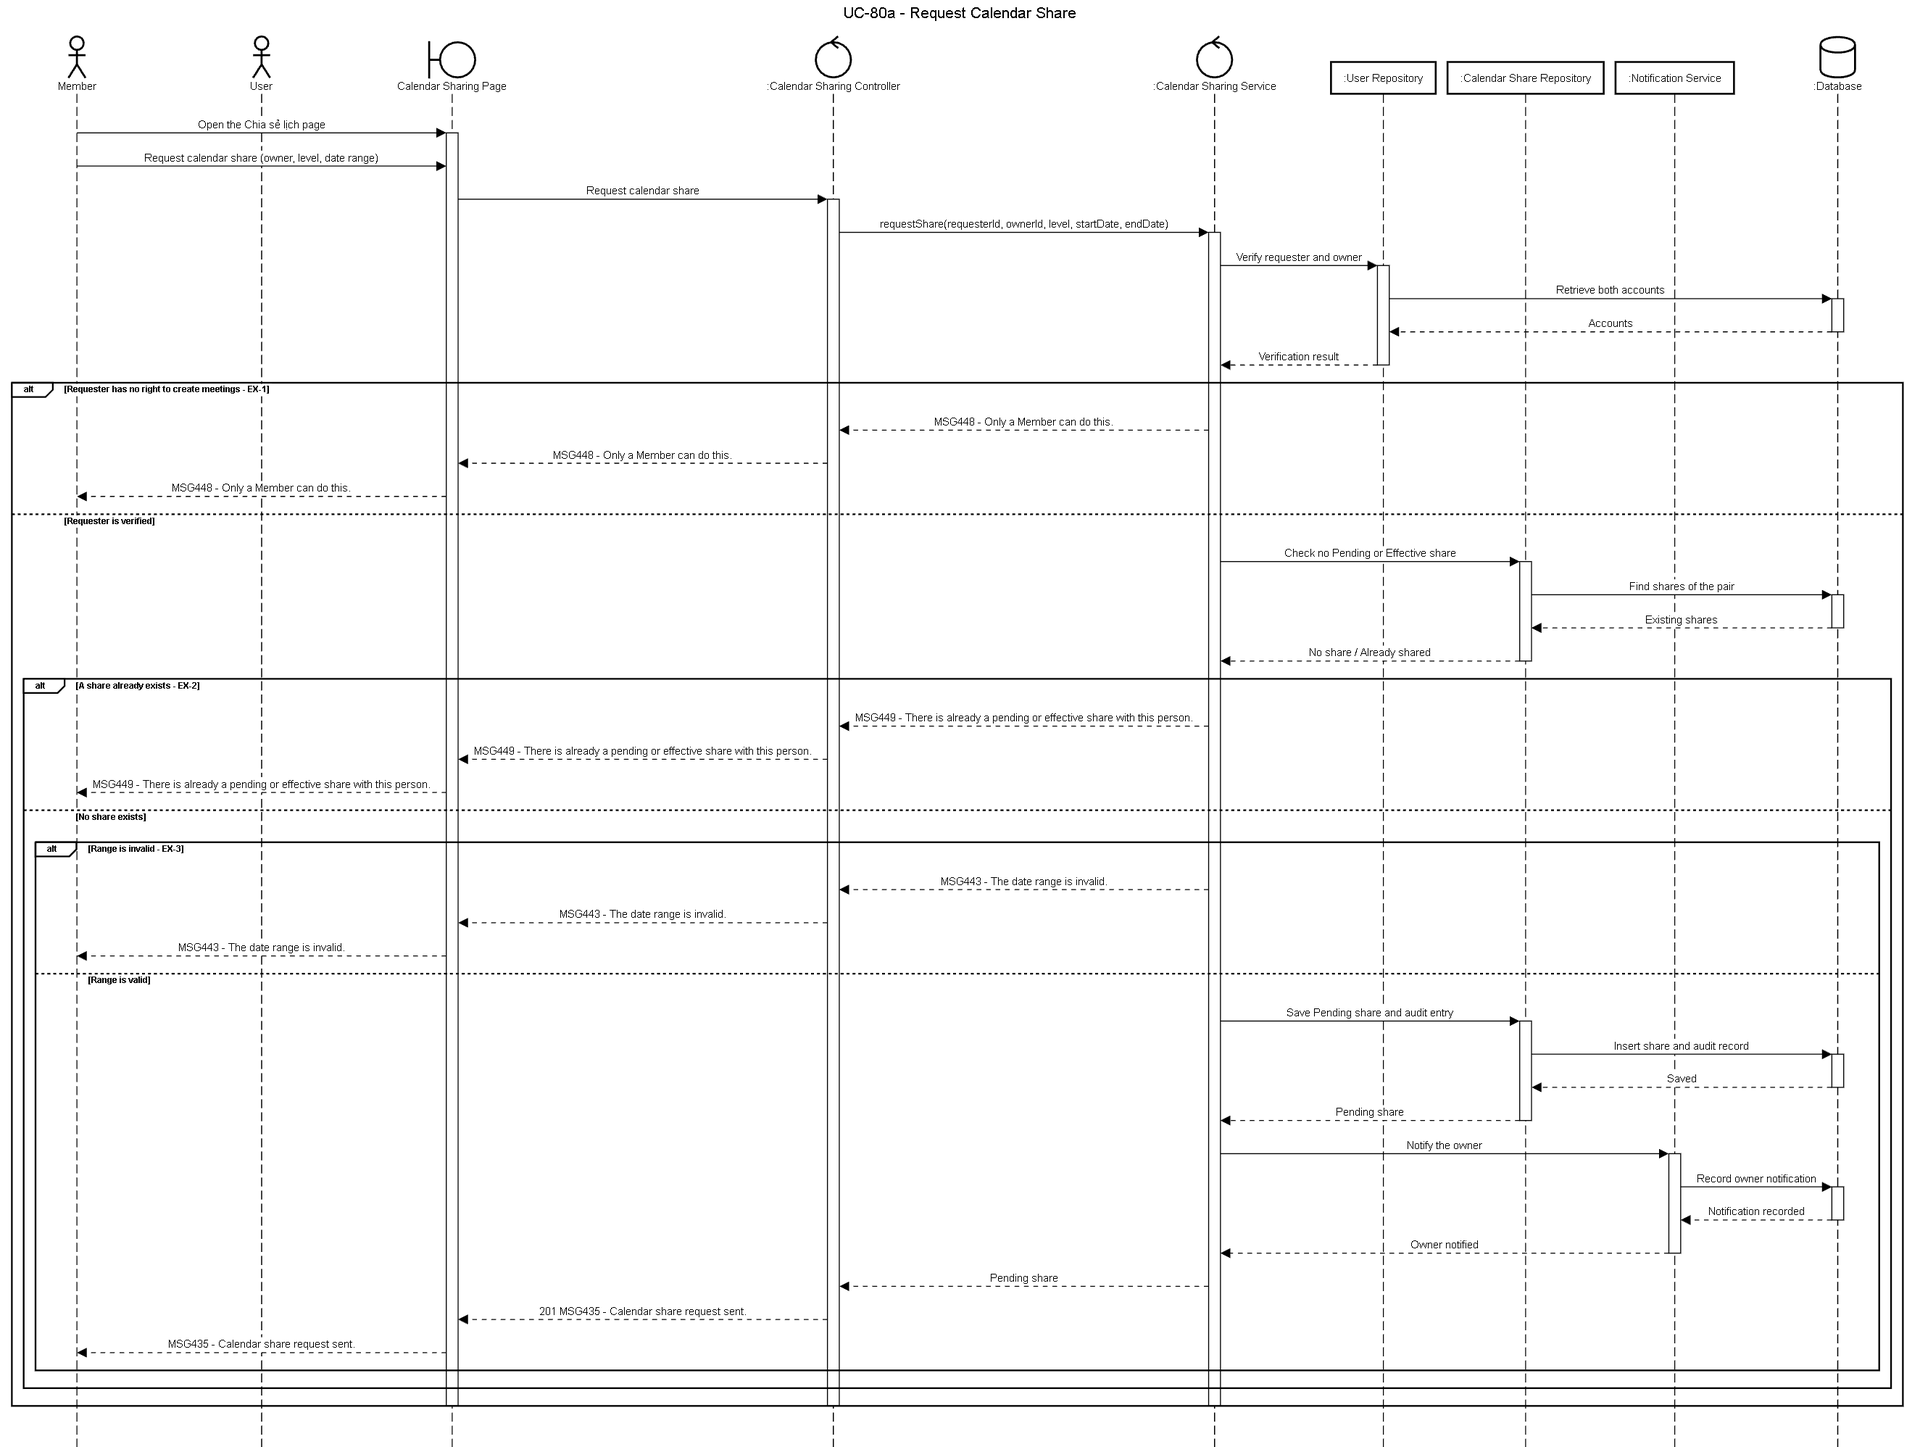 UC-80a - Request Calendar Share
Member
User
Calendar Sharing Page
:Calendar Sharing Controller
:Calendar Sharing Service
:User Repository
:Calendar Share Repository
:Notification Service
:Database
Open the Chia sẻ lịch page
Request calendar share (owner, level, date range)
Request calendar share
requestShare(requesterId, ownerId, level, startDate, endDate)
Verify requester and owner
Retrieve both accounts
Accounts
Verification result
alt [Requester has no right to create meetings - EX-1]
MSG448 - Only a Member can do this.
MSG448 - Only a Member can do this.
MSG448 - Only a Member can do this.
[Requester is verified]
Check no Pending or Effective share
Find shares of the pair
Existing shares
No share / Already shared
alt [A share already exists - EX-2]
MSG449 - There is already a pending or effective share with this person.
MSG449 - There is already a pending or effective share with this person.
MSG449 - There is already a pending or effective share with this person.
[No share exists]
alt [Range is invalid - EX-3]
MSG443 - The date range is invalid.
MSG443 - The date range is invalid.
MSG443 - The date range is invalid.
[Range is valid]
Save Pending share and audit entry
Insert share and audit record
Saved
Pending share
Notify the owner
Record owner notification
Notification recorded
Owner notified
Pending share
201 MSG435 - Calendar share request sent.
MSG435 - Calendar share request sent.